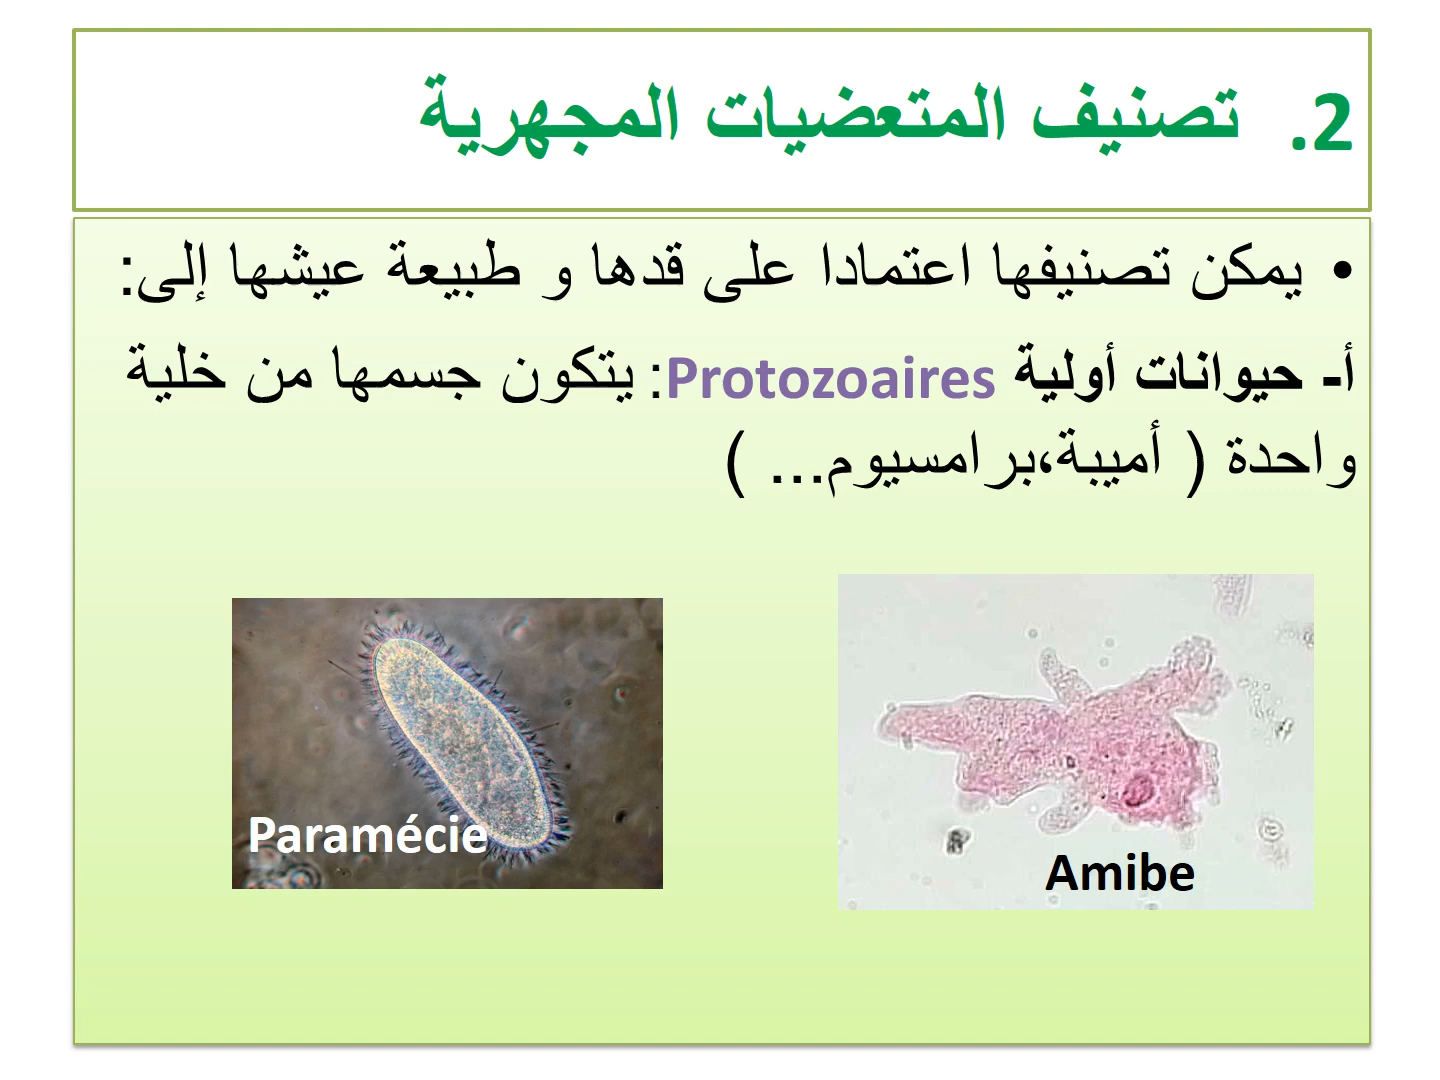 2. تصنيف المتعضيات المجهرية
• يمكن تصنيفها اعتمادا على قدها و طبيعة عيشها إلى:
أ- حيوانات أولية Protozoaires: يتكون جسمها من خلية
واحدة ( أميبة،برامسيوم... )
Amibe
Paramécie